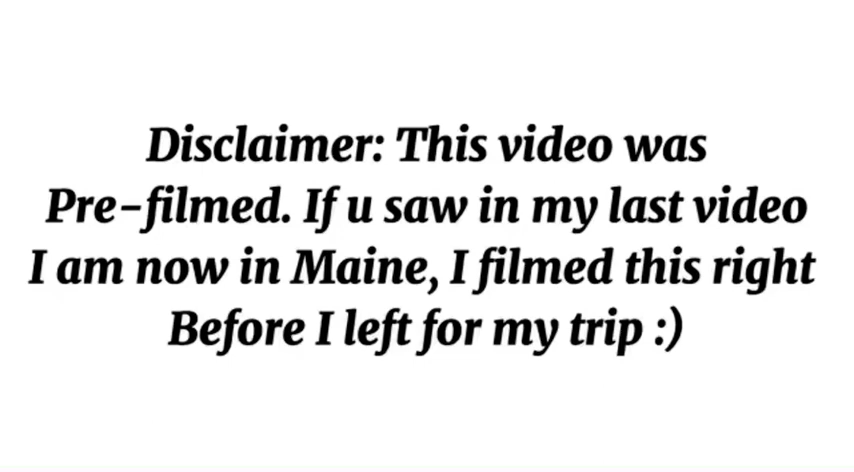 Disclaimer: This video was
Pre-filmed. If u saw in my last video
I am now in Maine, I filmed this right
Before I left for my trip :)